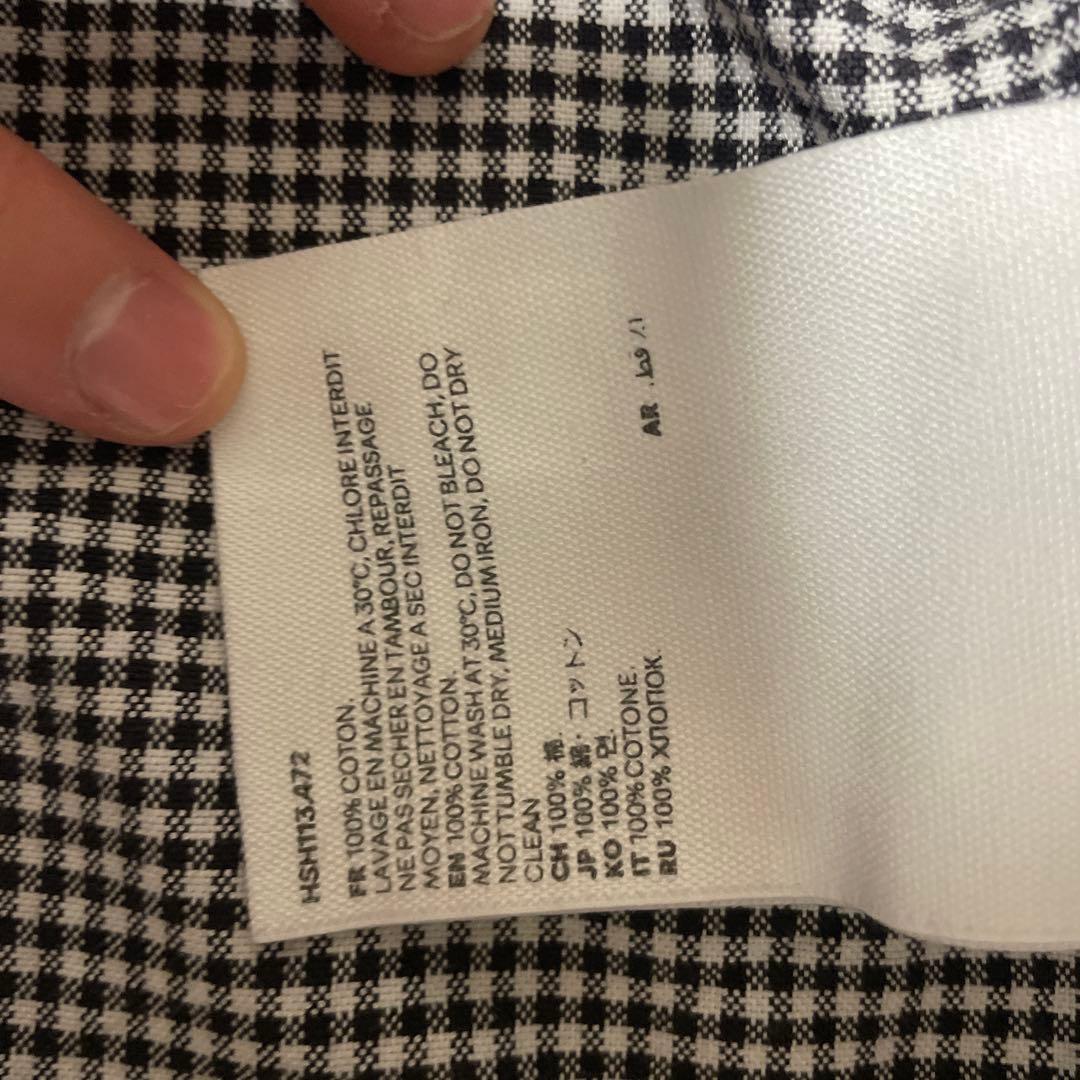 HSH113.472
FR 100% COTON.
LAVAGE EN MACHINE A 30°C, CHLORE INTERDIT
NE PAS SECHER EN TAMBOUR, REPASSAGE
MOYEN, NETTOYAGE A SEC INTERDIT
EN 100% COTTON.
MACHINE WASH AT 30°C, DO NOT BLEACH, DO
NOT TUMBLE DRY, MEDIUM IRON, DO NOT DRY
CLEAN
CH 100% 棉.
JP 100% 綿・コットン
KO 100% 면.
IT 100% COTONE.
RU 100% ХЛОПОК.
AR